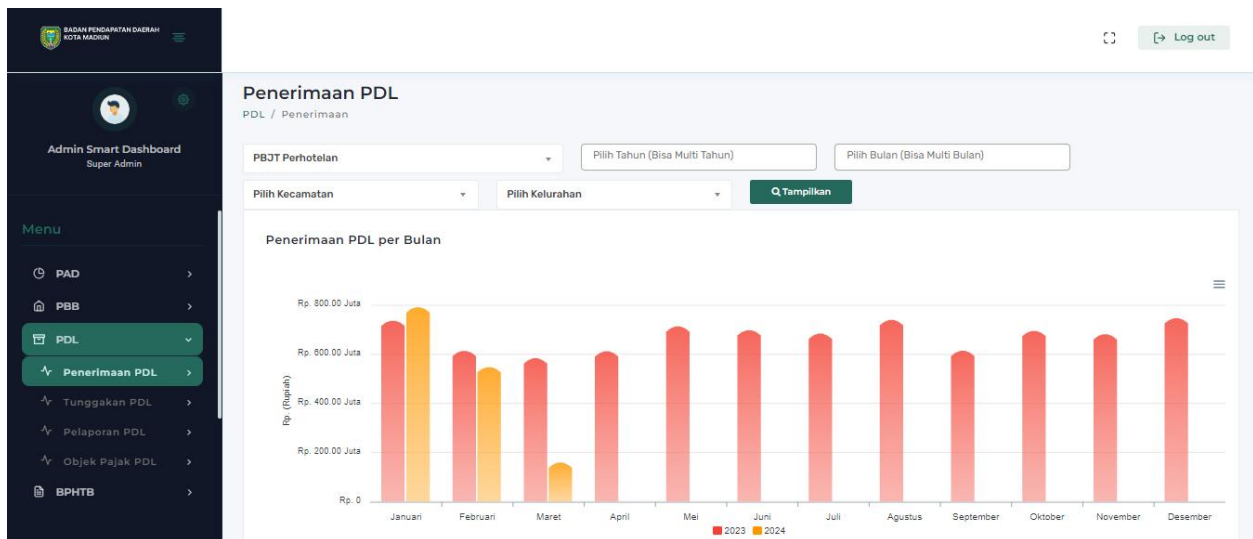 BADAN PENDAPATAN DAERAH
KOTA MADIUN
Log out
Admin Smart Dashboard
Super Admin
Menu
PAD
PBB
PDL
Penerimaan PDL
Tunggakan PDL
Pelaporan PDL
Objek Pajak PDL
BPHTB
Penerimaan PDL
PDL / Penerimaan
PBJT Perhotelan
Pilih Tahun (Bisa Multi Tahun)
Pilih Bulan (Bisa Multi Bulan)
Pilih Kecamatan
Pilih Kelurahan
Tampilkan
Penerimaan PDL per Bulan
Rp. (Rupiah)
Rp. 800.00 Juta
Rp. 600.00 Juta
Rp. 400.00 Juta
Rp. 200.00 Juta
Rp. 0
Januari Februari Maret April Mei Juni Juli Agustus September Oktober November Desember
2023 2024